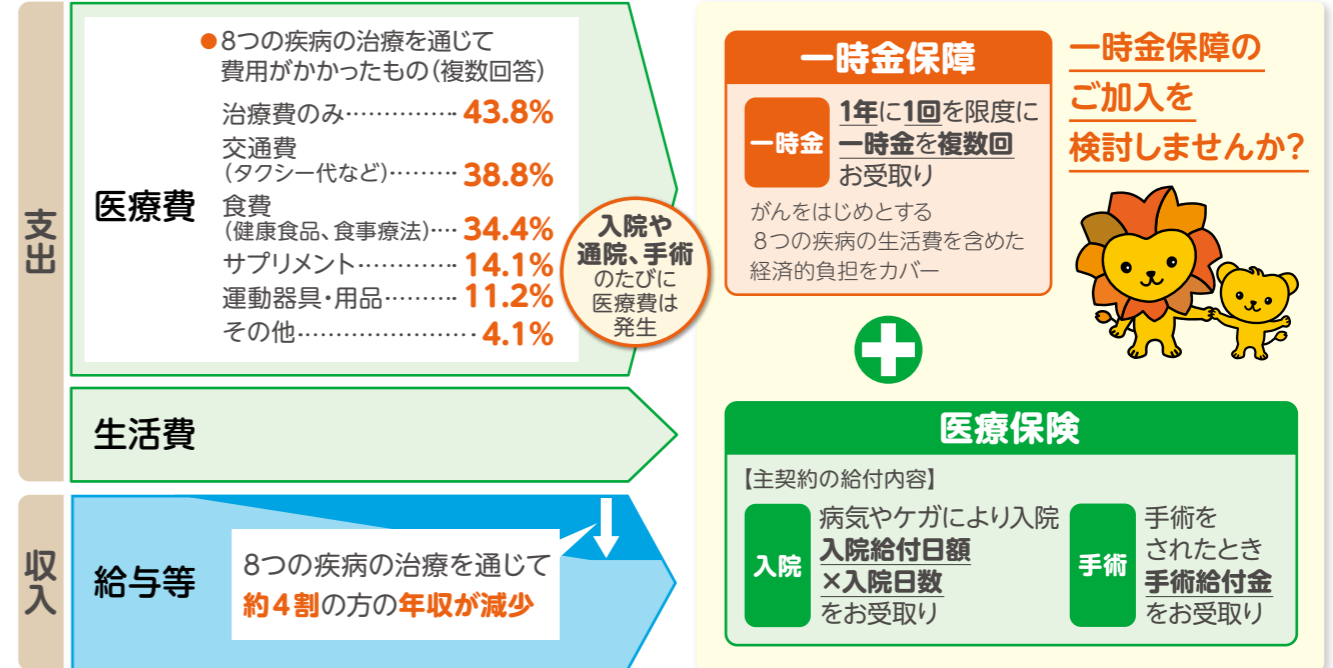 支出
医療費
●8つの疾病の治療を通じて
費用がかかったもの(複数回答)
治療費のみ…………… 43.8%
交通費
(タクシー代など)……… 38.8%
食費
(健康食品、食事療法)…. 34.4%
サプリメント…………. 14.1%
運動器具・用品………. 11.2%
その他………………….. 4.1%
入院や
通院、手術
のたびに
医療費は
発生
生活費
収入
給与等
8つの疾病の治療を通じて
約4割の方の年収が減少
一時金保障
一時金
1年に1回を限度に
一時金を複数回
お受取り
がんをはじめとする
8つの疾病の生活費を含めた
経済的負担をカバー
一時金保障の
ご加入を
検討しませんか?
医療保険
【主契約の給付内容】
入院
病気やケガにより入院
入院給付日額
×入院日数
をお受取り
手術
手術を
されたとき
手術給付金
をお受取り